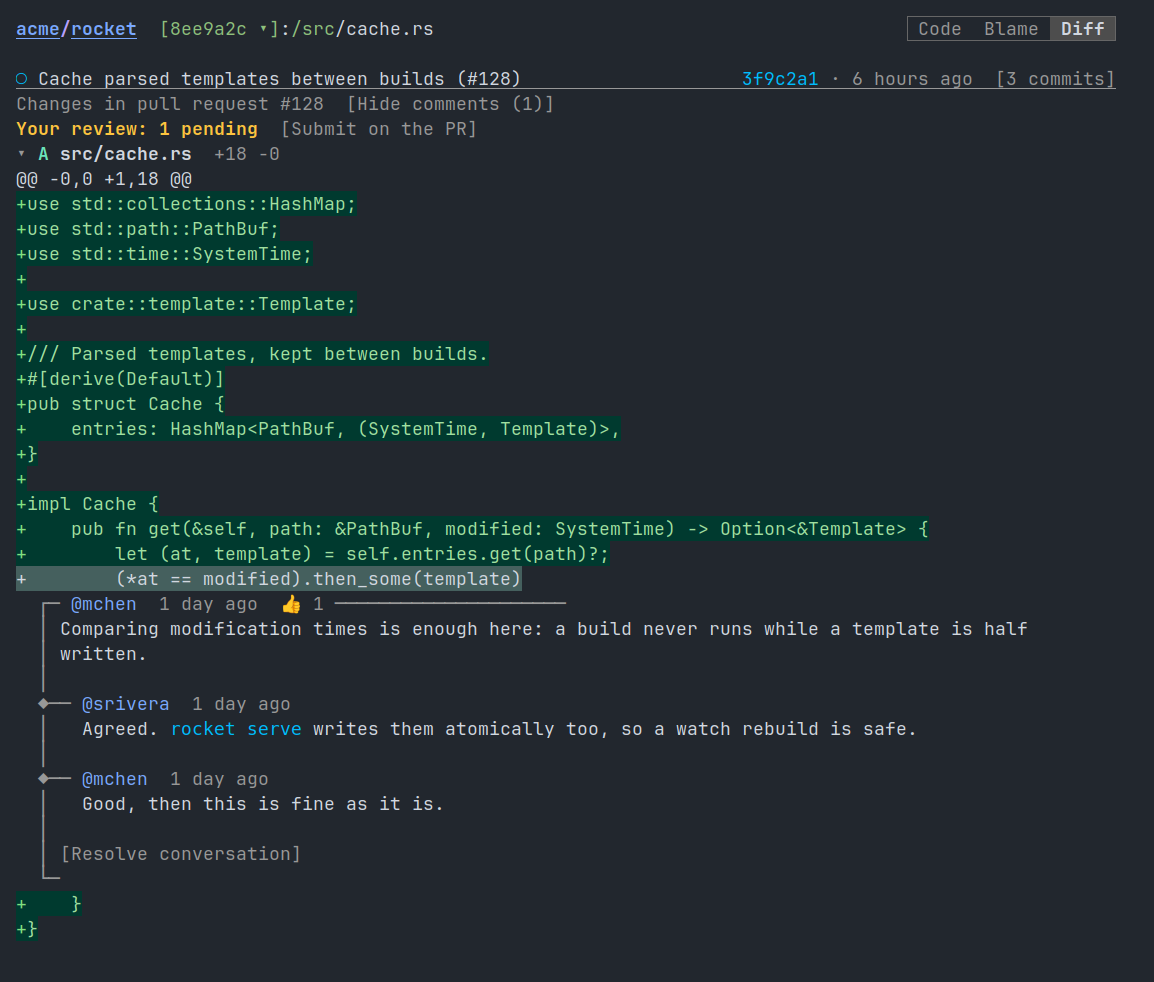 acme/rocket [8ee9a2c ▾]:/src/cache.rs Code Blame Diff
○ Cache parsed templates between builds (#128) 3f9c2a1 · 6 hours ago [3 commits]
Changes in pull request #128 [Hide comments (1)]
Your review: 1 pending [Submit on the PR]
▾ A src/cache.rs +18 -0
@@ -0,0 +1,18 @@
+use std::collections::HashMap;
+use std::path::PathBuf;
+use std::time::SystemTime;
+
+use crate::template::Template;
+
+/// Parsed templates, kept between builds.
+#[derive(Default)]
+pub struct Cache {
+    entries: HashMap<PathBuf, (SystemTime, Template)>,
+}
+
+impl Cache {
+    pub fn get(&self, path: &PathBuf, modified: SystemTime) -> Option<&Template> {
+        let (at, template) = self.entries.get(path)?;
+        (*at == modified).then_some(template)
@mchen 1 day ago 👍 1
Comparing modification times is enough here: a build never runs while a template is half
written.
@srivera 1 day ago
Agreed. rocket serve writes them atomically too, so a watch rebuild is safe.
@mchen 1 day ago
Good, then this is fine as it is.
[Resolve conversation]
+    }
+}